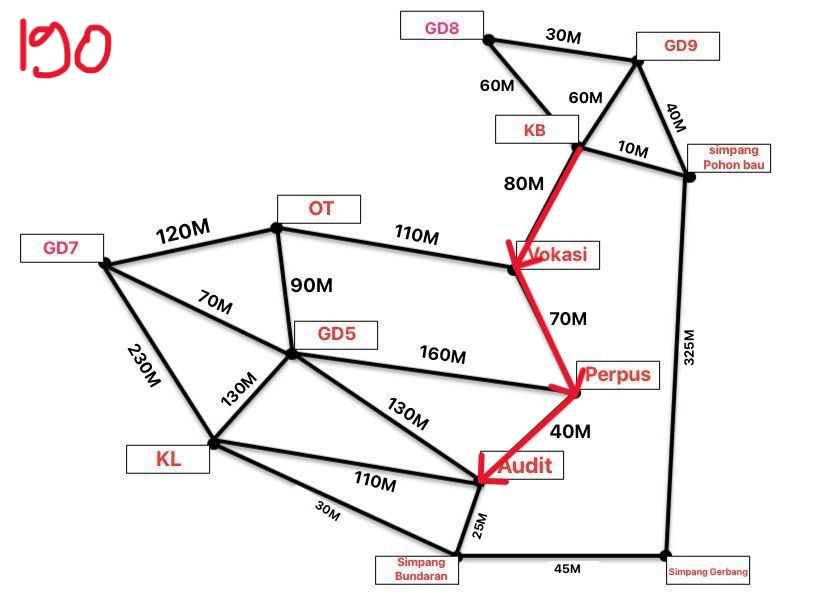 190
GD8
30M
GD9
60M
60M
40M
KB
10M
simpang
Pohon bau
80M
OT
120M
110M
GD7
Vokasi
90M
70M
70M
GD5
160M
325M
230M
130M
Perpus
130M
40M
KL
Audit
110M
30M
25M
Simpang
Bundaran
45M
Simpang Gerbang